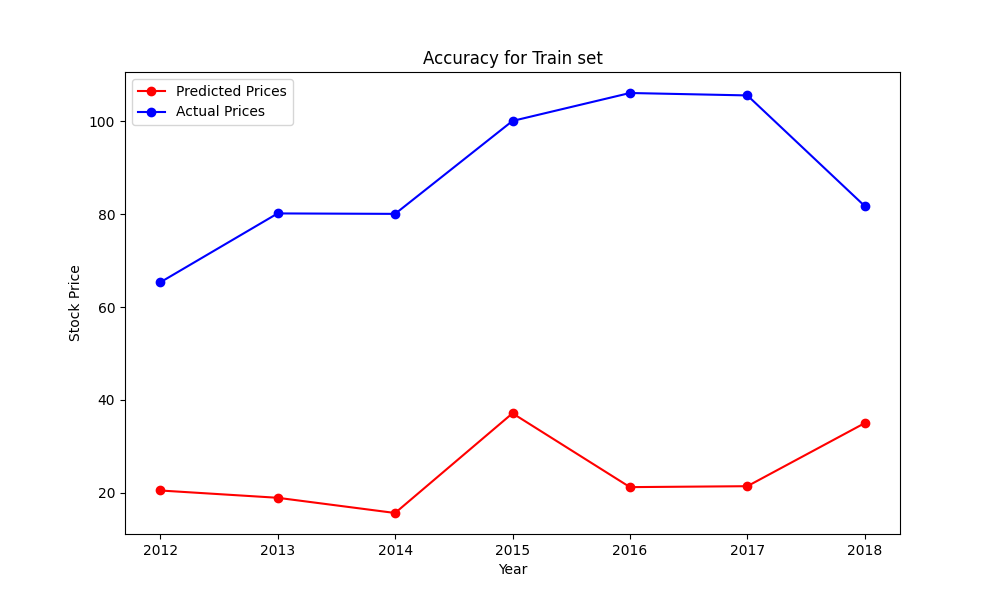 Accuracy for Train set
Predicted Prices
Actual Prices
100
80
60
40
20
Stock Price
2012 2013 2014 2015 2016 2017 2018
Year